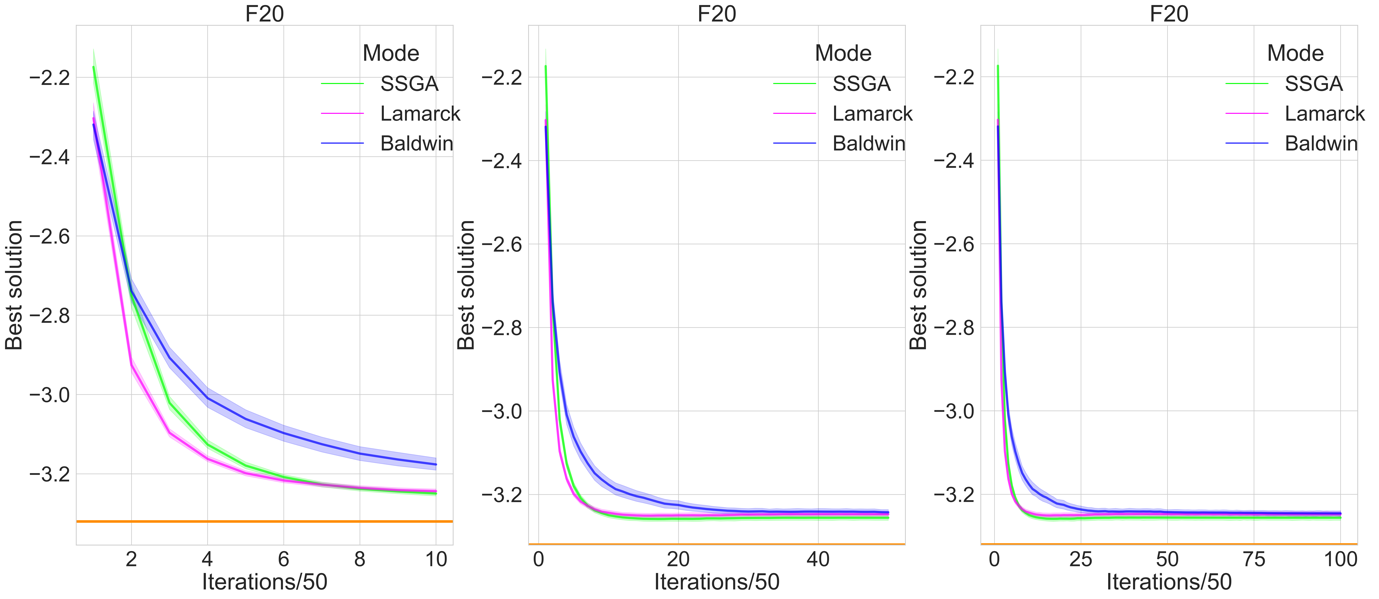 F20
Best solution
−2.2
−2.4
−2.6
−2.8
−3.0
−3.2
Mode
SSGA
Lamarck
Baldwin
2
4
6
8
10
Iterations/50
F20
Best solution
−2.2
−2.4
−2.6
−2.8
−3.0
−3.2
Mode
SSGA
Lamarck
Baldwin
0
20
40
Iterations/50
F20
Best solution
−2.2
−2.4
−2.6
−2.8
−3.0
−3.2
Mode
SSGA
Lamarck
Baldwin
0
25
50
75
100
Iterations/50